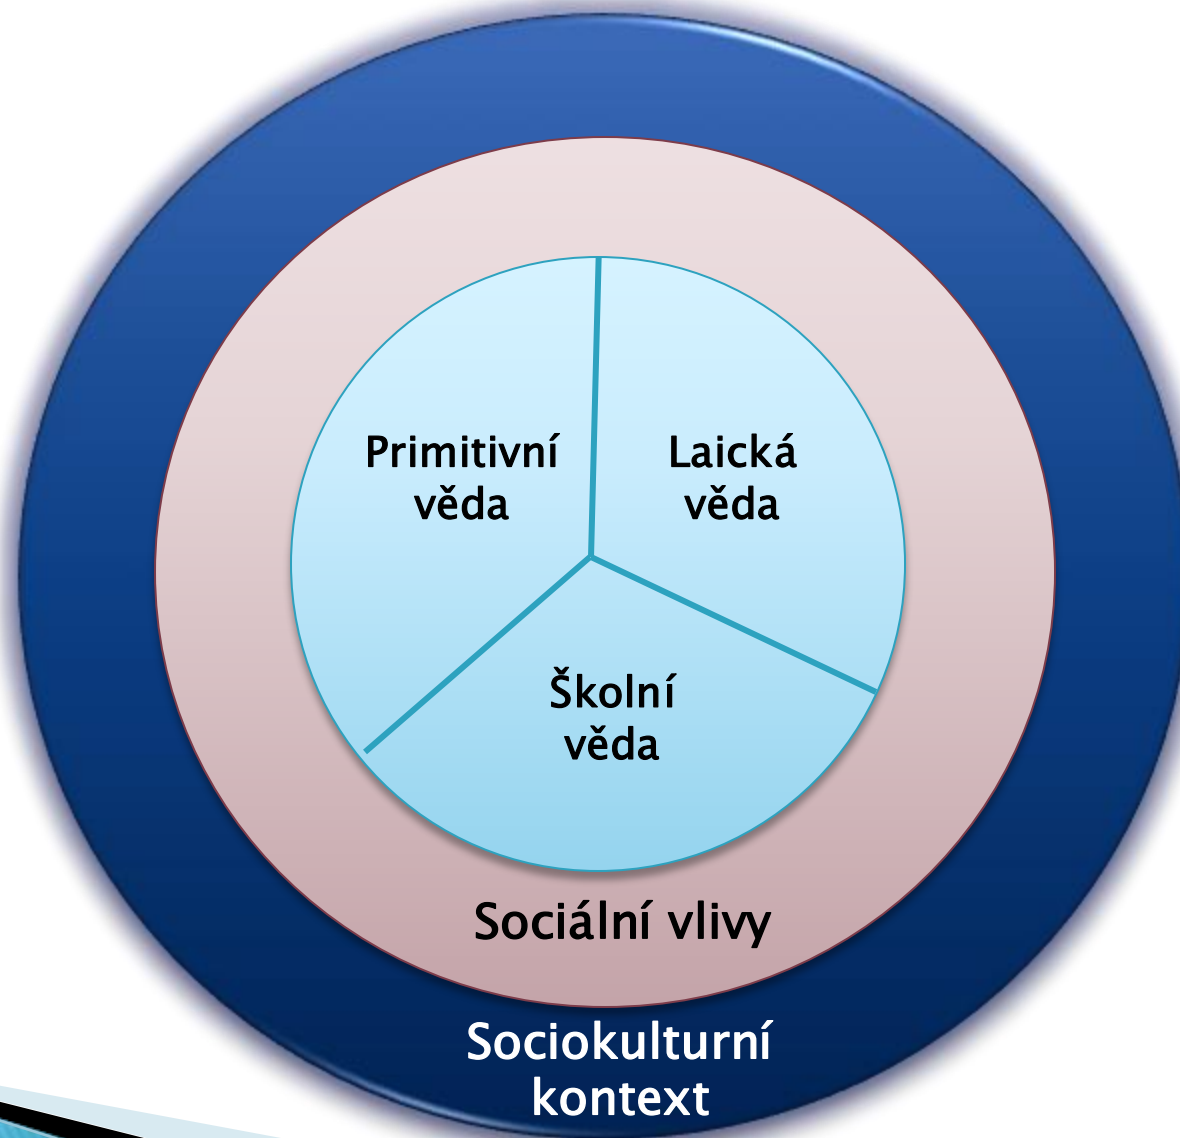 Primitivní
věda
Laická
věda
Školní
věda
Sociální vlivy
Sociokulturní
kontext